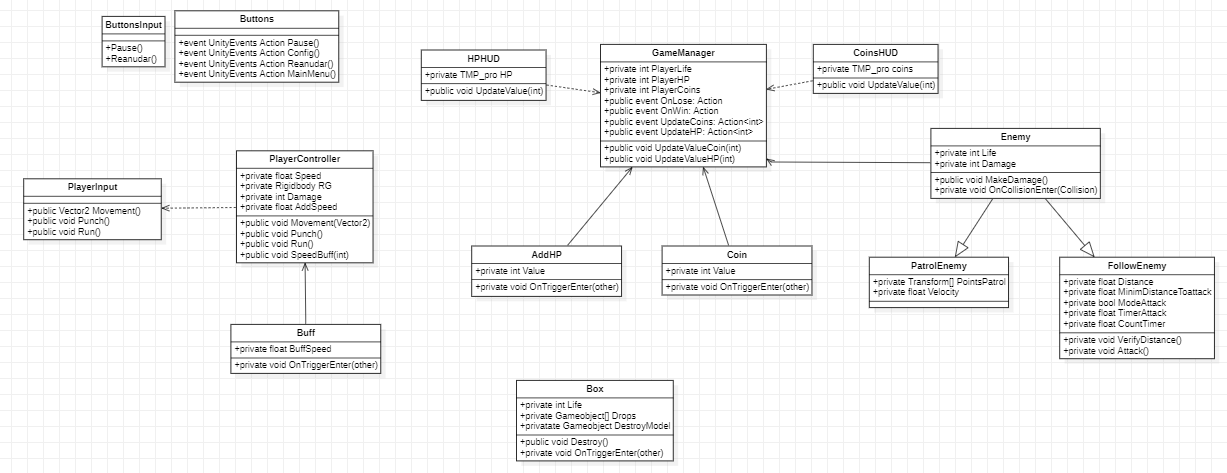 ButtonsInput
+Pause()
+Reanudar()
Buttons
+event UnityEvents Action Pause()
+event UnityEvents Action Config()
+event UnityEvents Action Reanudar()
+event UnityEvents Action MainMenu()
HPHUD
+private TMP_pro HP
+public void UpdateValue(int)
GameManager
+private int PlayerLife
+private int PlayerHP
+private int PlayerCoins
+public event OnLose: Action
+public event OnWin: Action
+public event UpdateCoins: Action<int>
+public event UpdateHP: Action<int>
+public void UpdateValueCoin(int)
+public void UpdateValueHP(int)
CoinsHUD
+private TMP_pro coins
+public void UpdateValue(int)
Enemy
+private int Life
+private int Damage
+public void MakeDamage()
+private void OnCollisionEnter(Collision)
PlayerInput
+public Vector2 Movement()
+public void Punch()
+public void Run()
PlayerController
+private float Speed
+private Rigidbody RG
+private int Damage
+private float AddSpeed
+public void Movement(Vector2)
+public void Punch()
+public void Run()
+public void SpeedBuff(int)
AddHP
+private int Value
+private void OnTriggerEnter(other)
Coin
+private int Value
+private void OnTriggerEnter(other)
PatrolEnemy
+private Transform[] PointsPatrol
+private float Velocity
FollowEnemy
+private float Distance
+private float MinimDistanceToattack
+private bool ModeAttack
+private float TimerAttack
+private float CountTimer
+private void VerifyDistance()
+private void Attack()
Buff
+private float BuffSpeed
+private void OnTriggerEnter(other)
Box
+private int Life
+private Gameobject[] Drops
+privatate Gameobject DestroyModel
+public void Destroy()
+private void OnTriggerEnter(other)